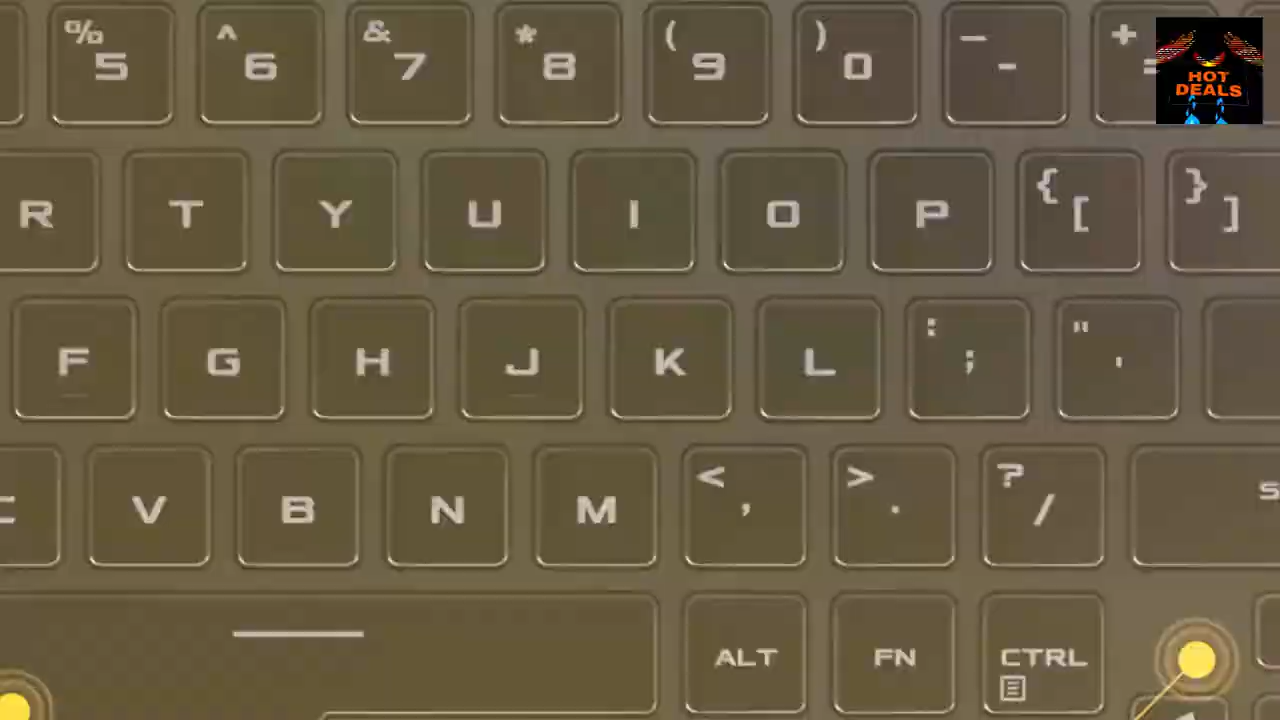 % ^ & * ( ) _ +
5 6 7 8 9 0 -
HOT
DEALS
{ }
R T Y U I O P [ ]
: "
F G H J K L ; '
< > ?
V B N M , . /
ALT FN CTRL